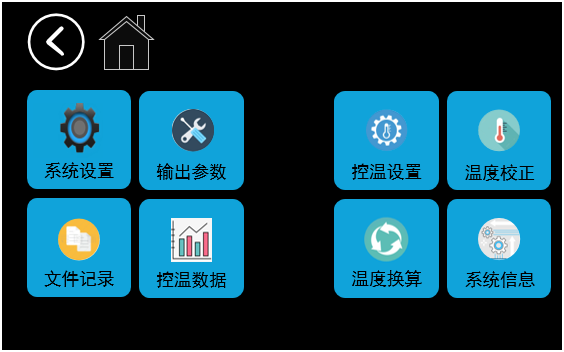 系统设置
输出参数
控温设置
温度校正
文件记录
控温数据
温度换算
系统信息